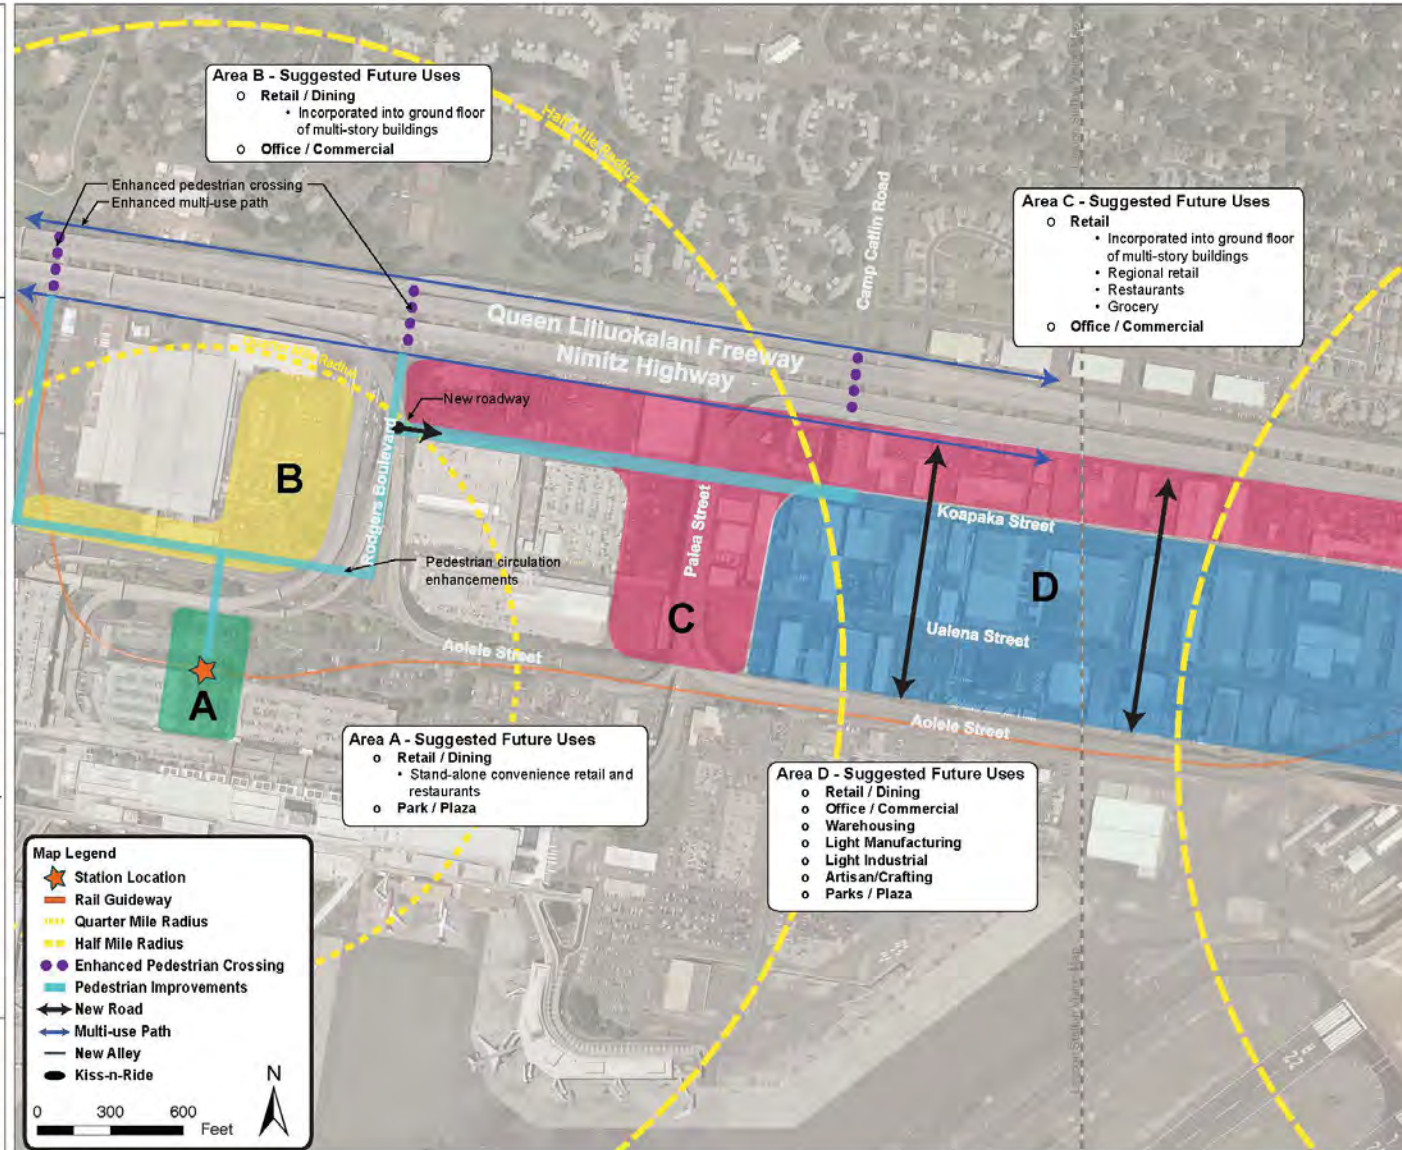 Area B - Suggested Future Uses
o Retail / Dining
• Incorporated into ground floor
of multi-story buildings
o Office / Commercial
Half Mile Radius
Enhanced pedestrian crossing
Enhanced multi-use path
Camp Catlin Road
Area C - Suggested Future Uses
o Retail
• Incorporated into ground floor
of multi-story buildings
• Regional retail
• Restaurants
• Grocery
o Office / Commercial
Queen Liliuokalani Freeway
Nimitz Highway
Quarter Mile Radius
New roadway
Rodgers Boulevard
B
Palea Street
Koapaka Street
Pedestrian circulation
enhancements
D
C
Ualena Street
Aolele Street
A
Aolele Street
Area A - Suggested Future Uses
o Retail / Dining
• Stand-alone convenience retail and
restaurants
o Park / Plaza
Area D - Suggested Future Uses
o Retail / Dining
o Office / Commercial
o Warehousing
o Light Manufacturing
o Light Industrial
o Artisan/Crafting
o Parks / Plaza
Map Legend
Station Location
Rail Guideway
Quarter Mile Radius
Half Mile Radius
Enhanced Pedestrian Crossing
Pedestrian Improvements
New Road
Multi-use Path
New Alley
Kiss-n-Ride
N
0 300 600
Feet